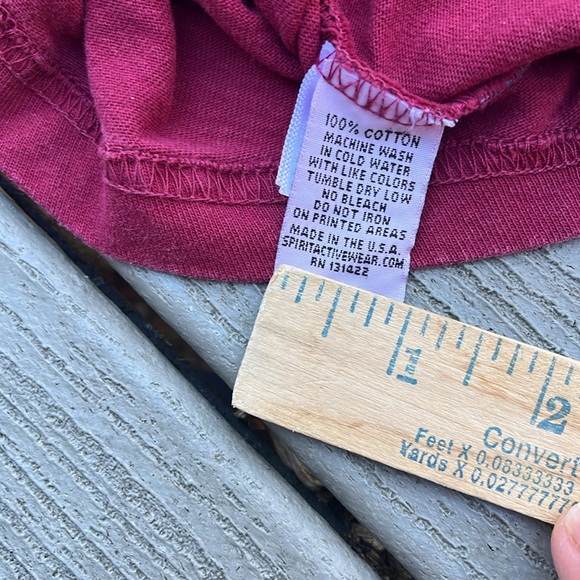 100% COTTON
MACHINE WASH
IN COLD WATER
WITH LIKE COLORS
TUMBLE DRY LOW
NO BLEACH
DO NOT IRON
ON PRINTED AREAS
MADE IN THE U.S.A.
SPIRITACTIVEWEAR.COM
RN 131422
1
2
Convert
Feet X 0.08333333
Yards X 0.02777777